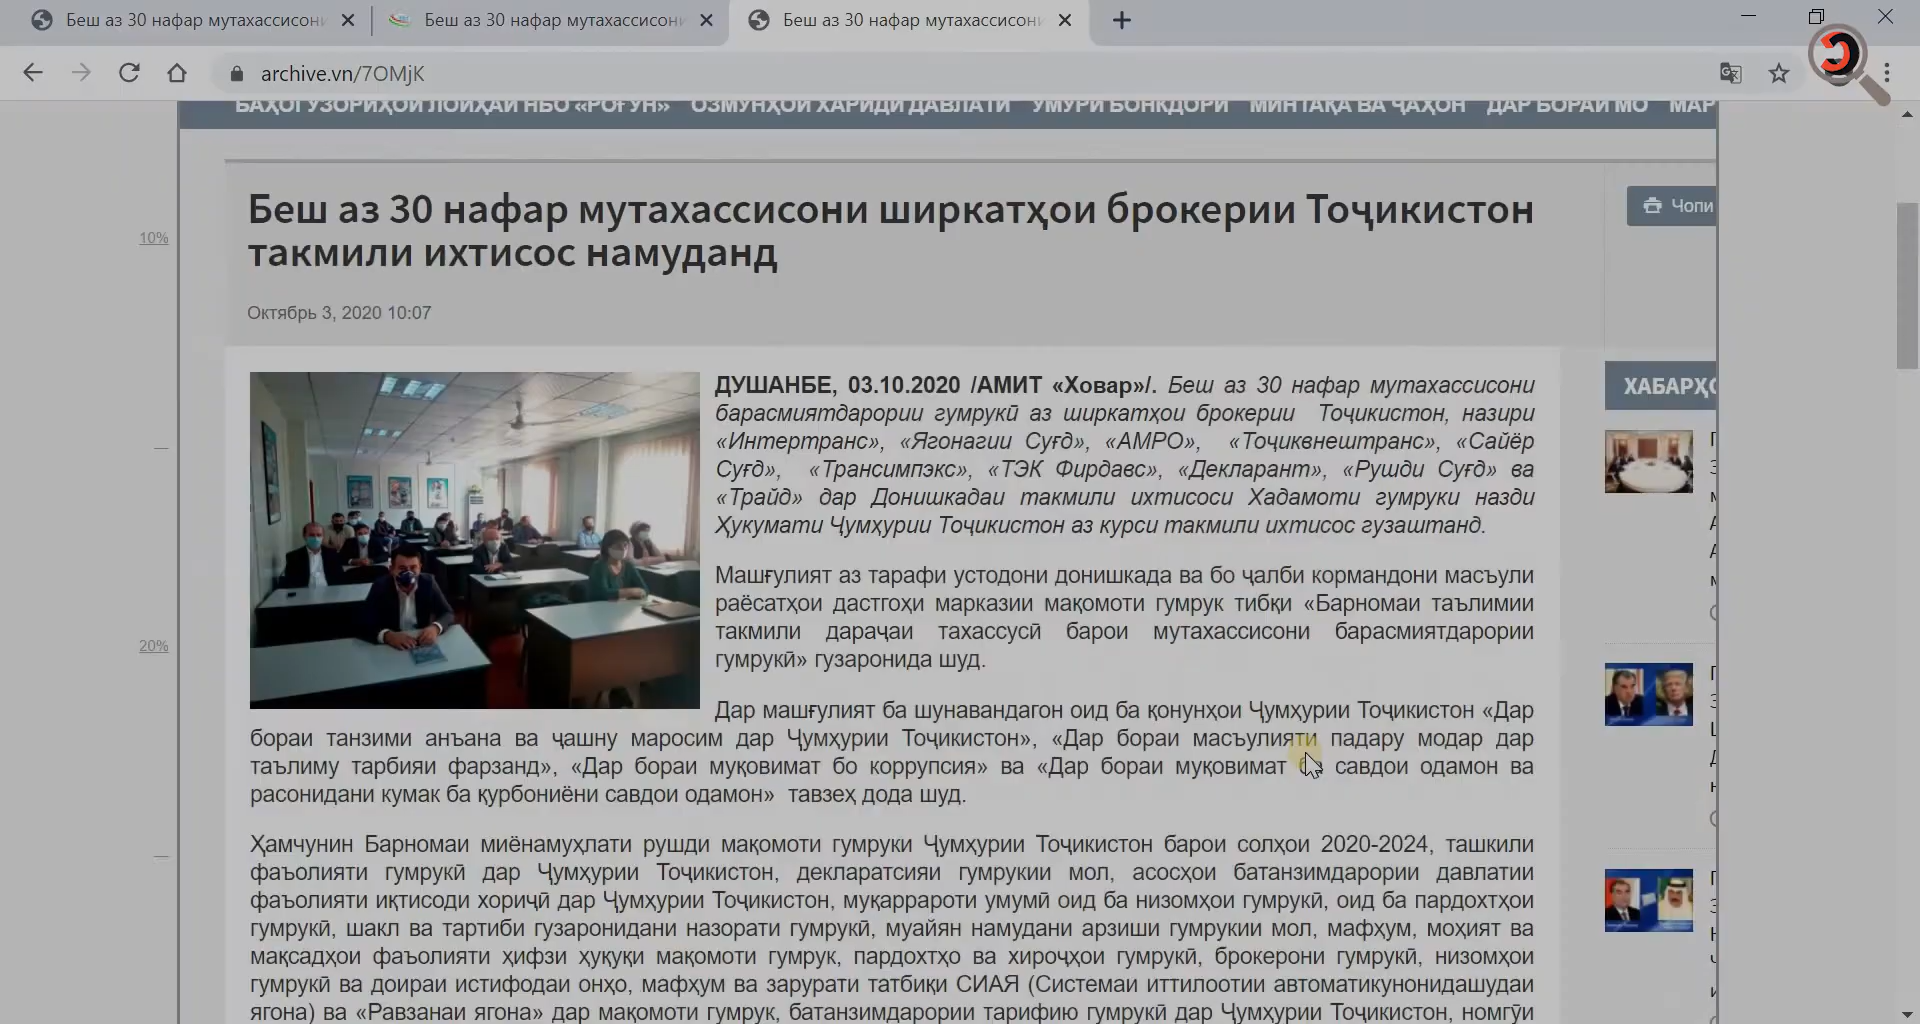 Беш аз 30 нафар мутахассисони
Беш аз 30 нафар мутахассисони
Беш аз 30 нафар мутахассисони
archive.vn/7OMjK
БАҲОГУЗОРИҲОИ ЛОИҲАИ НБО «РОҒУН» ОЗМУНҲОИ ХАРИДИ ДАВЛАТӢ УМУРИ БОНКДОРӢ МИНТАҚА ВА ҶАҲОН ДАР БОРАИ МО
Беш аз 30 нафар мутахассисони ширкатҳои брокерии Тоҷикистон
такмили ихтисос намуданд
Чопи
10%
Октябрь 3, 2020 10:07
ДУШАНБЕ, 03.10.2020 /АМИТ «Ховар»/. Беш аз 30 нафар мутахассисони
барасмиятдарории гумрукӣ аз ширкатҳои брокерии Тоҷикистон, назири
«Интертранс», «Ягонагии Суғд», «АМРО», «Тоҷиквнештранс», «Сайёр
Суғд», «Трансимпэкс», «ТЭК Фирдавс», «Декларант», «Рушди Суғд» ва
«Трайд» дар Донишкадаи такмили ихтисоси Хадамоти гумруки назди
Ҳукумати Ҷумҳурии Тоҷикистон аз курси такмили ихтисос гузаштанд.
Машғулият аз тарафи устодони донишкада ва бо ҷалби кормандони масъули
раёсатҳои дастгоҳи марказии мақомоти гумрук тибқи «Барномаи таълимии
такмили дараҷаи тахассусӣ барои мутахассисони барасмиятдарории
гумрукӣ» гузаронида шуд.
20%
Дар машғулият ба шунавандагон оид ба қонунҳои Ҷумҳурии Тоҷикистон «Дар
бораи танзими анъана ва ҷашну маросим дар Ҷумҳурии Тоҷикистон», «Дар бораи масъулияти падару модар дар
таълиму тарбияи фарзанд», «Дар бораи муқовимат бо коррупсия» ва «Дар бораи муқовимат ба савдои одамон ва
расонидани кумак ба қурбониёни савдои одамон» тавзеҳ дода шуд.
Ҳамчунин Барномаи миёнамуҳлати рушди мақомоти гумруки Ҷумҳурии Тоҷикистон барои солҳои 2020-2024, ташкили
фаъолияти гумрукӣ дар Ҷумҳурии Тоҷикистон, декларатсияи гумрукии мол, асосҳои батанзимдарории давлатии
фаъолияти иқтисоди хориҷӣ дар Ҷумҳурии Тоҷикистон, муқаррароти умумӣ оид ба низомҳои гумрукӣ, оид ба пардохтҳои
гумрукӣ, шакл ва тартиби гузаронидани назорати гумрукӣ, муайян намудани арзиши гумрукии мол, мафҳум, моҳият ва
мақсадҳои фаъолияти ҳифзи ҳуқуқи мақомоти гумрук, пардохтҳо ва хироҷҳои гумрукӣ, брокерони гумрукӣ, низомҳои
гумрукӣ ва доираи истифодаи онҳо, мафҳум ва зарурати татбиқи СИАЯ (Системаи иттилоотии автоматикунонидашудаи
ягона) ва «Равзанаи ягона» дар мақомоти гумрук, батанзимдарории тарифию гумрукӣ дар Ҷумҳурии Тоҷикистон, номгӯи
ХАБАРҲО